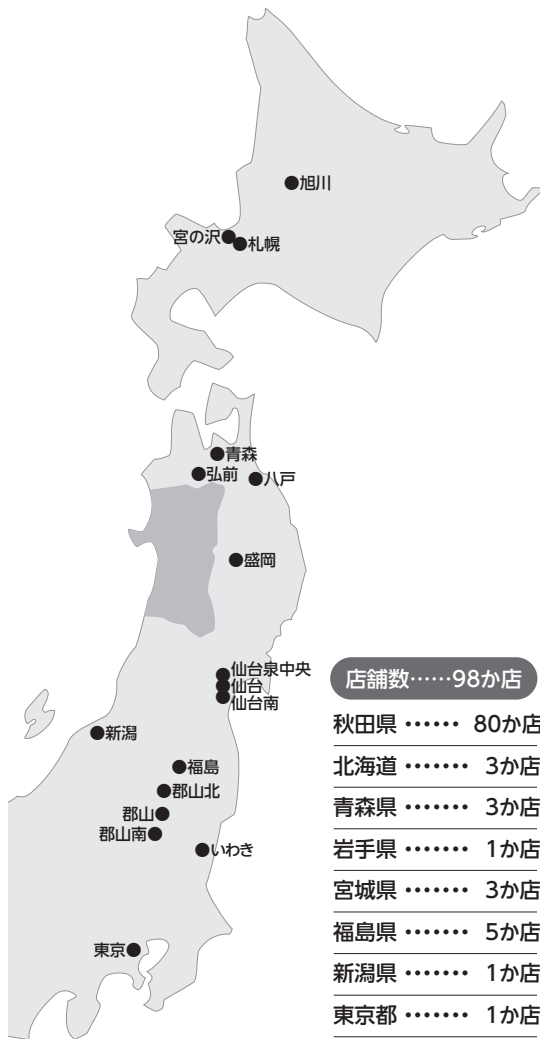 旭川
宮の沢
札幌
青森
弘前
八戸
盛岡
仙台泉中央
仙台
仙台南
新潟
福島
郡山北
郡山
郡山南
いわき
東京
店舗数……98か店
秋田県 …… 80か店
北海道 ……・ 3か店
青森県 ……・ 3か店
岩手県 ……・ 1か店
宮城県 ……・ 3か店
福島県 ……・ 5か店
新潟県 ……・ 1か店
東京都 ……・ 1か店